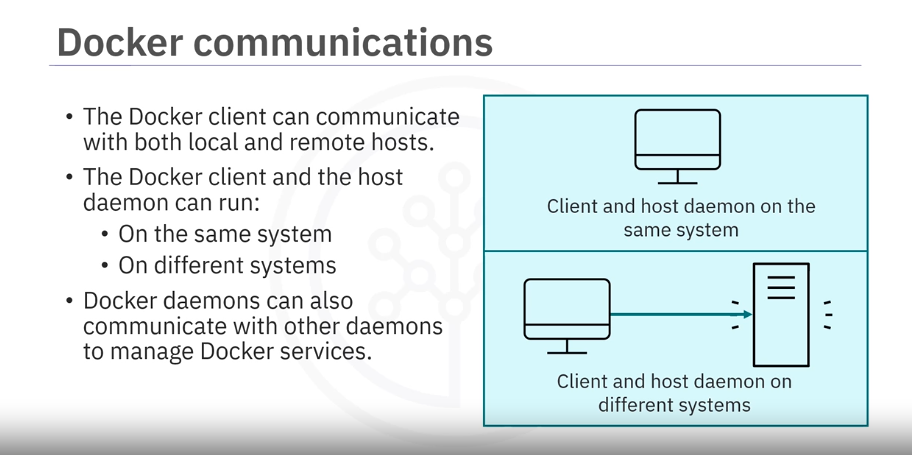 Docker communications
• The Docker client can communicate
with both local and remote hosts.
• The Docker client and the host
daemon can run:
• On the same system
• On different systems
• Docker daemons can also
communicate with other daemons
to manage Docker services.
Client and host daemon on the
same system
Client and host daemon on
different systems